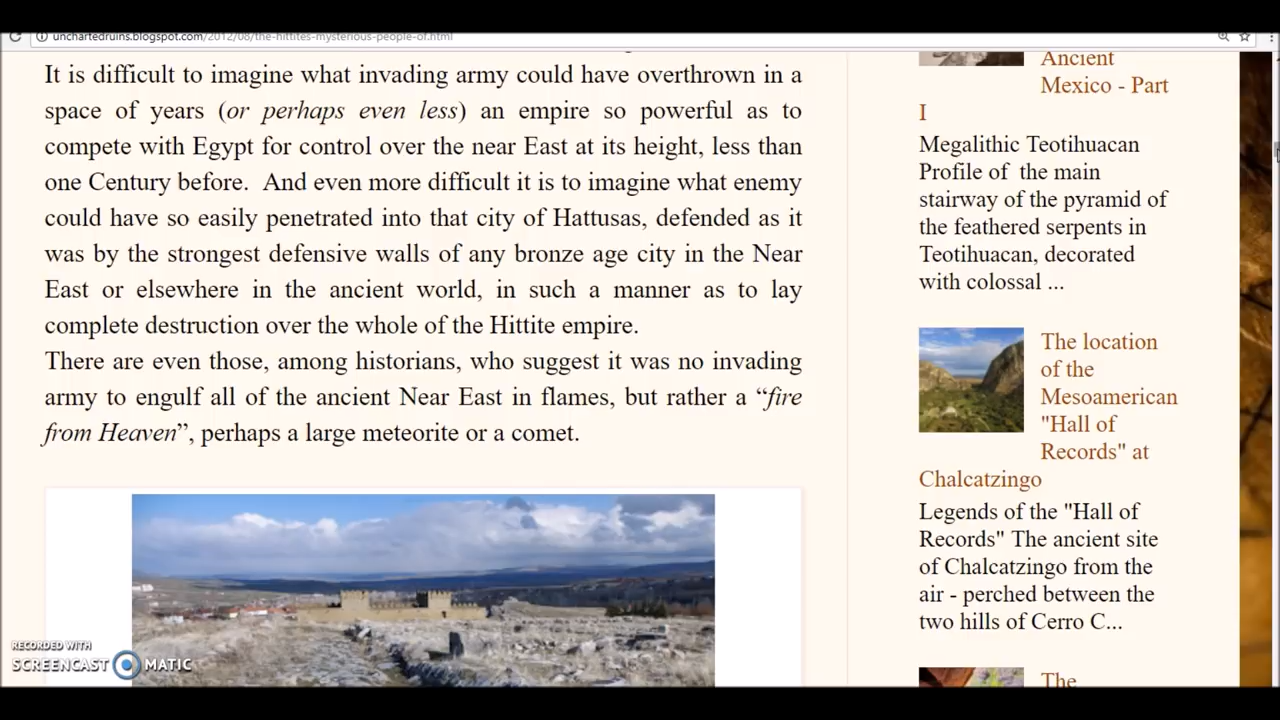 unchartedruins.blogspot.com/2012/08/the-hittites-mysterious-people-of.html
It is difficult to imagine what invading army could have overthrown in a
space of years (or perhaps even less) an empire so powerful as to
compete with Egypt for control over the near East at its height, less than
one Century before. And even more difficult it is to imagine what enemy
could have so easily penetrated into that city of Hattusas, defended as it
was by the strongest defensive walls of any bronze age city in the Near
East or elsewhere in the ancient world, in such a manner as to lay
complete destruction over the whole of the Hittite empire.
There are even those, among historians, who suggest it was no invading
army to engulf all of the ancient Near East in flames, but rather a “fire
from Heaven”, perhaps a large meteorite or a comet.
Ancient
Mexico - Part
I
Megalithic Teotihuacan
Profile of the main
stairway of the pyramid of
the feathered serpents in
Teotihuacan, decorated
with colossal ...
The location
of the
Mesoamerican
"Hall of
Records" at
Chalcatzingo
Legends of the "Hall of
Records" The ancient site
of Chalcatzingo from the
air - perched between the
two hills of Cerro C...
The
RECORDED WITH
SCREENCAST MATIC